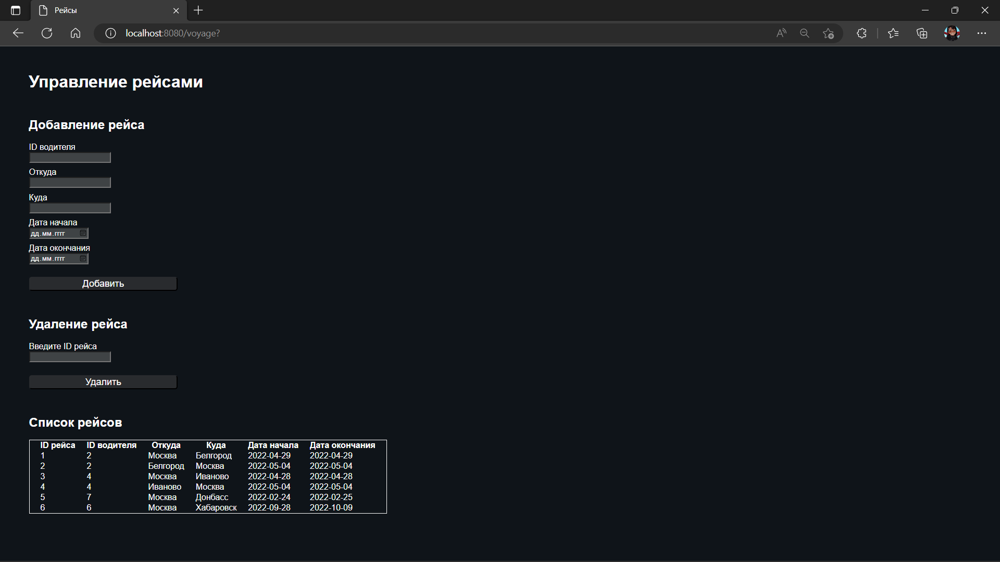 Рейсы
localhost:8080/voyage?
Управление рейсами
Добавление рейса
ID водителя
Откуда
Куда
Дата начала
дд.мм.гггг
Дата окончания
дд.мм.гггг
Добавить
Удаление рейса
Введите ID рейса
Удалить
Список рейсов
ID рейса ID водителя Откуда Куда Дата начала Дата окончания
1 2 Москва Белгород 2022-04-29 2022-04-29
2 2 Белгород Москва 2022-05-04 2022-05-04
3 4 Москва Иваново 2022-04-28 2022-04-28
4 4 Иваново Москва 2022-05-04 2022-05-04
5 7 Москва Донбасс 2022-02-24 2022-02-25
6 6 Москва Хабаровск 2022-09-28 2022-10-09